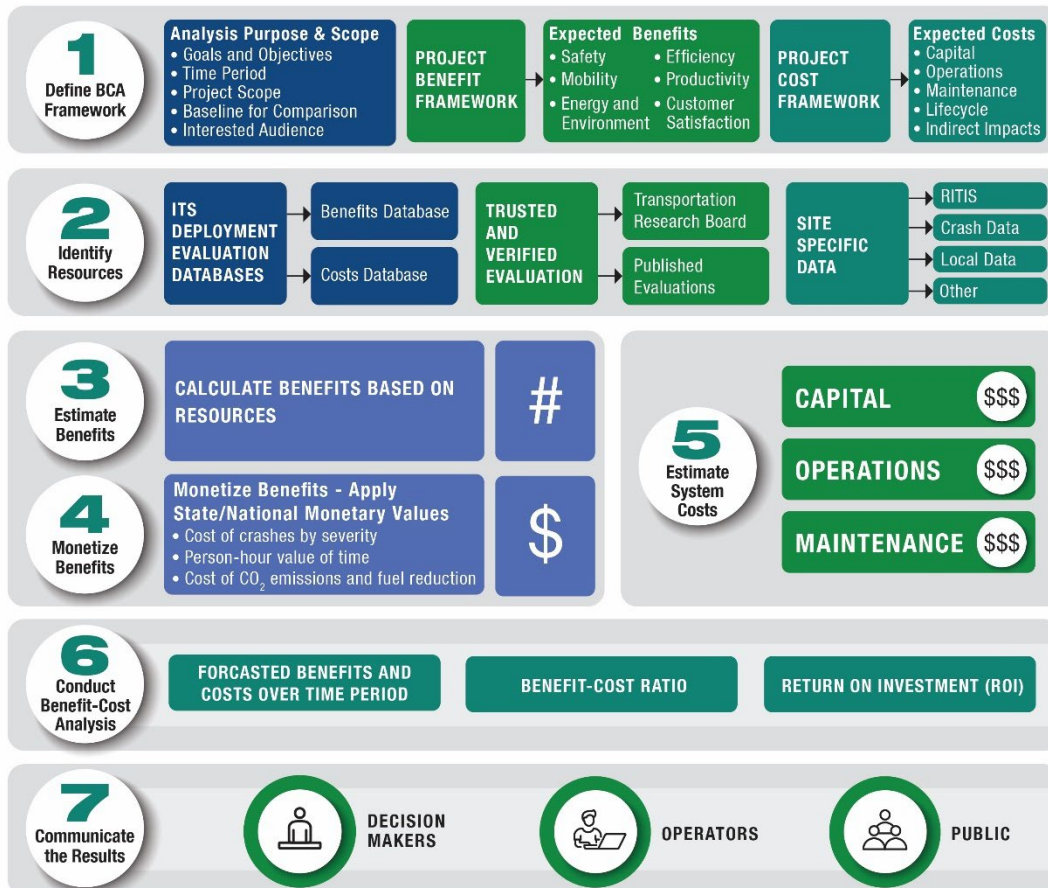 1
Define BCA
Framework
Analysis Purpose & Scope
• Goals and Objectives
• Time Period
• Project Scope
• Baseline for Comparison
• Interested Audience
PROJECT
BENEFIT
FRAMEWORK
Expected Benefits
• Safety
• Mobility
• Energy and
Environment
• Efficiency
• Productivity
• Customer
Satisfaction
PROJECT
COST
FRAMEWORK
Expected Costs
• Capital
• Operations
• Maintenance
• Lifecycle
• Indirect Impacts
2
Identify
Resources
ITS
DEPLOYMENT
EVALUATION
DATABASES
Benefits Database
Costs Database
TRUSTED
AND
VERIFIED
EVALUATION
Transportation
Research Board
Published
Evaluations
SITE
SPECIFIC
DATA
RITIS
Crash Data
Local Data
Other
3
Estimate
Benefits
CALCULATE BENEFITS BASED ON
RESOURCES
#
4
Monetize
Benefits
Monetize Benefits - Apply
State/National Monetary Values
• Cost of crashes by severity
• Person-hour value of time
• Cost of CO₂ emissions and fuel reduction
$
5
Estimate
System
Costs
CAPITAL
$$$
OPERATIONS
$$$
MAINTENANCE
$$$
6
Conduct
Benefit-Cost
Analysis
FORCASTED BENEFITS AND
COSTS OVER TIME PERIOD
BENEFIT-COST RATIO
RETURN ON INVESTMENT (ROI)
7
Communicate
the Results
DECISION
MAKERS
OPERATORS
PUBLIC